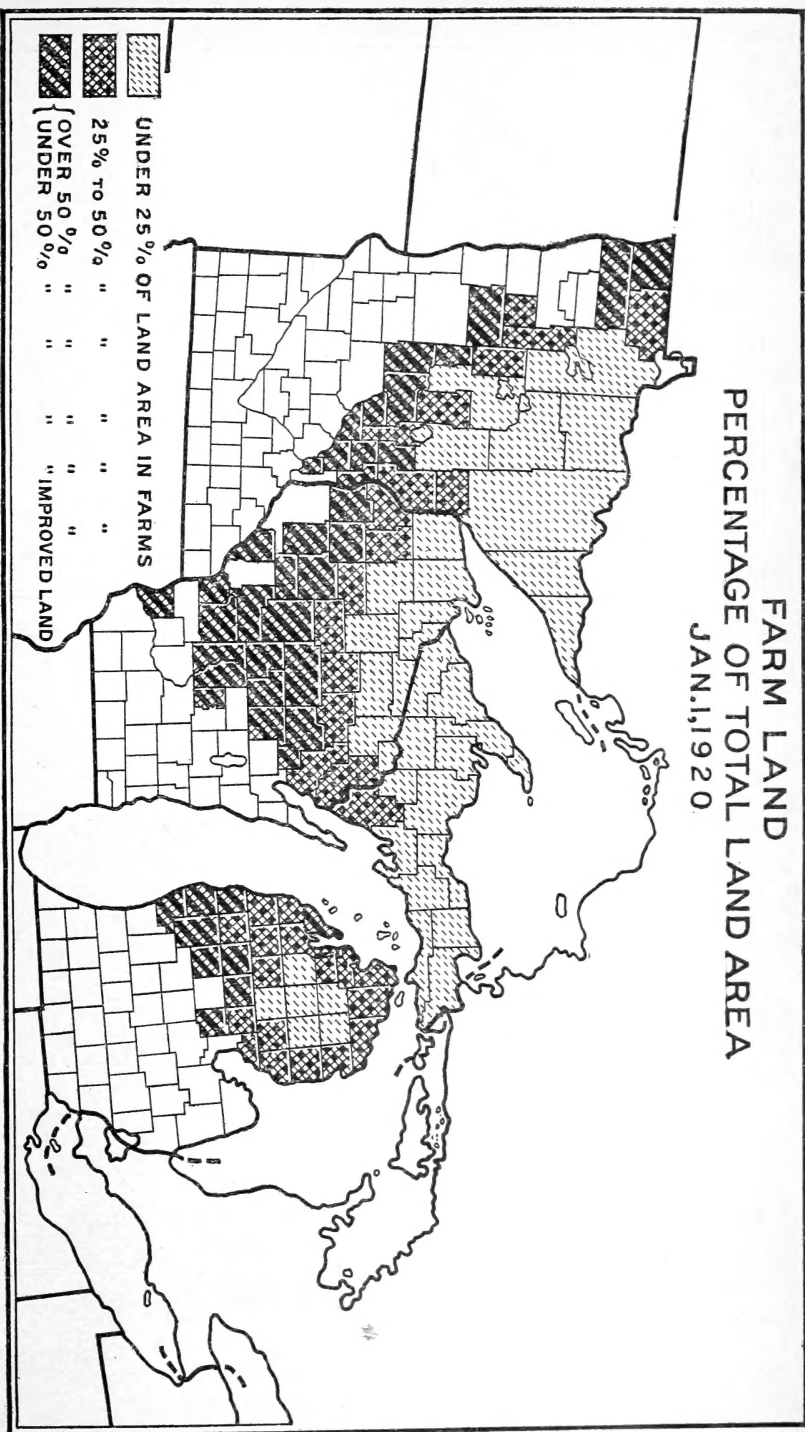 FARM LAND
PERCENTAGE OF TOTAL LAND AREA
JAN.1,1920
UNDER 25% OF LAND AREA IN FARMS
25% TO 50% " " " "
{OVER 50% " " " "
UNDER 50% " " " " " IMPROVED LAND